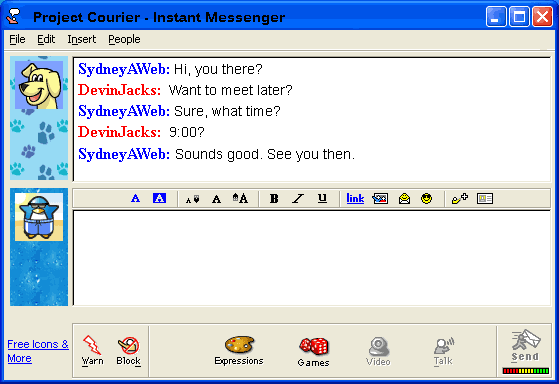 Project Courier - Instant Messenger
File Edit Insert People
SydneyAWeb: Hi, you there?
DevinJacks: Want to meet later?
SydneyAWeb: Sure, what time?
DevinJacks: 9:00?
SydneyAWeb: Sounds good. See you then.
A A A A A B I U link
Free Icons &
More
Warn Block Expressions Games Video Talk Send